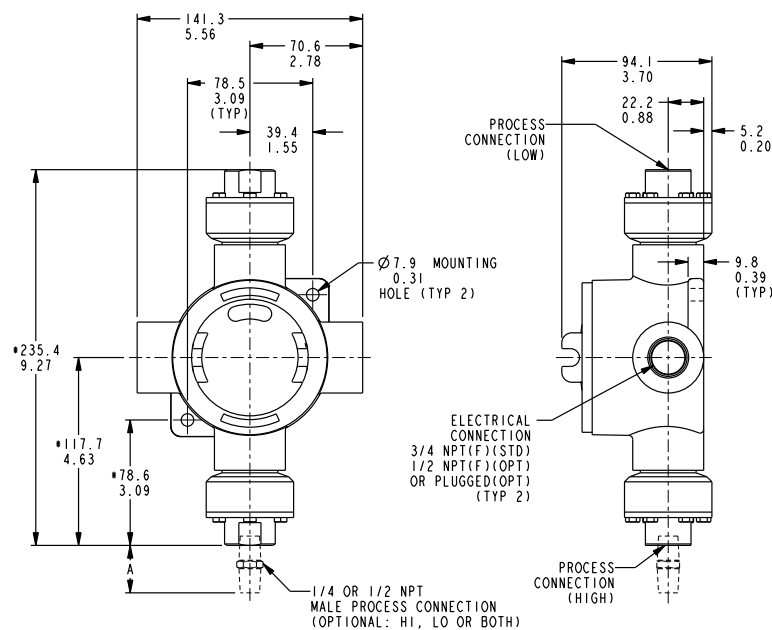 141.3
5.56
70.6
2.78
78.5
3.09
(TYP)
39.4
1.55
Ø7.9 MOUNTING
0.31
HOLE (TYP 2)
*235.4
9.27
*117.7
4.63
*78.6
3.09
A
1/4 OR 1/2 NPT
MALE PROCESS CONNECTION
(OPTIONAL: HI, LO OR BOTH)
94.1
3.70
22.2
0.88
5.2
0.20
PROCESS
CONNECTION
(LOW)
9.8
0.39
(TYP)
ELECTRICAL
CONNECTION
3/4 NPT(F)(STD)
1/2 NPT(F)(OPT)
OR PLUGGED(OPT)
(TYP 2)
PROCESS
CONNECTION
(HIGH)